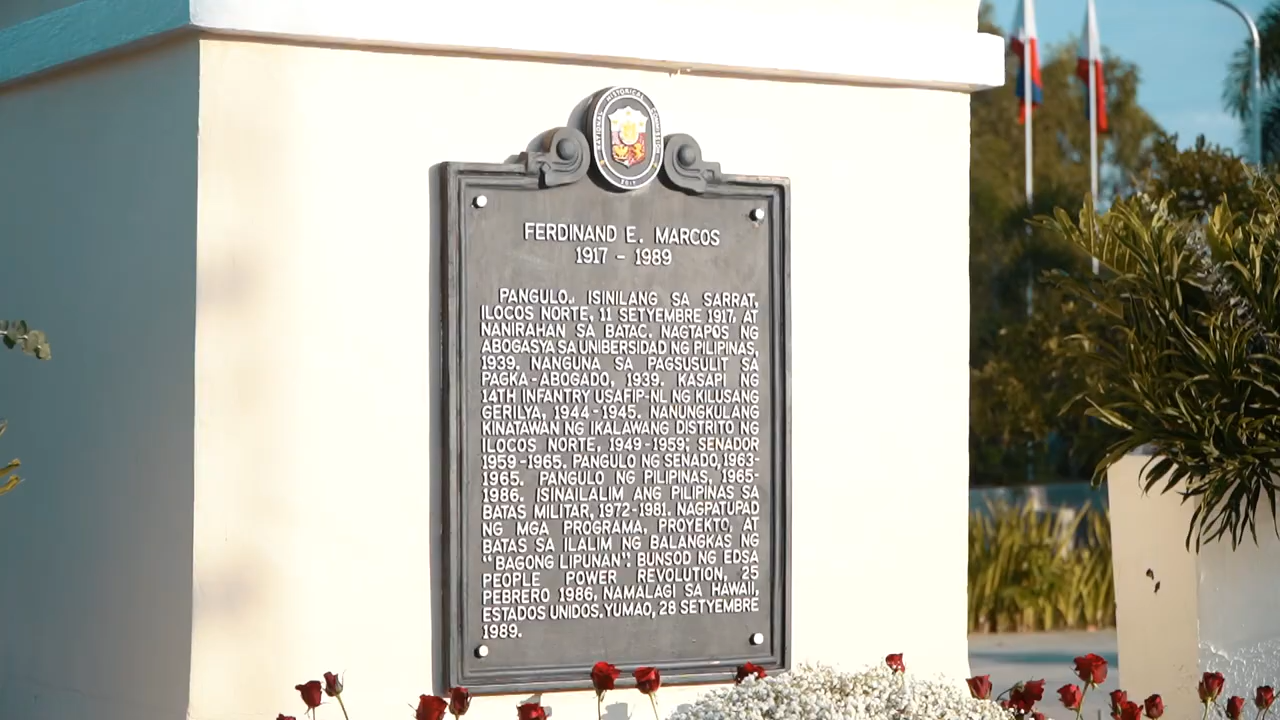 NATIONAL HISTORICAL COMMISSION
2017
FERDINAND E. MARCOS
1917 - 1989
PANGULO. ISINILANG SA SARRAT,
ILOCOS NORTE, 11 SETYEMBRE 1917, AT
NANIRAHAN SA BATAC. NAGTAPOS NG
ABOGASYA SA UNIBERSIDAD NG PILIPINAS,
1939. NANGUNA SA PAGSUSULIT SA
PAGKA-ABOGADO, 1939. KASAPI NG
14TH INFANTRY USAFIP-NL NG KILUSANG
GERILYA, 1944-1945. NANUNGKULANG
KINATAWAN NG IKALAWANG DISTRITO NG
ILOCOS NORTE, 1949-1959; SENADOR
1959-1965. PANGULO NG SENADO, 1963-
1965. PANGULO NG PILIPINAS, 1965-
1986. ISINAILALIM ANG PILIPINAS SA
BATAS MILITAR, 1972-1981. NAGPATUPAD
NG MGA PROGRAMA, PROYEKTO, AT
BATAS SA ILALIM NG BALANGKAS NG
"BAGONG LIPUNAN". BUNSOD NG EDSA
PEOPLE POWER REVOLUTION, 25
PEBRERO 1986, NAMALAGI SA HAWAII,
ESTADOS UNIDOS. YUMAO, 28 SETYEMBRE
1989.